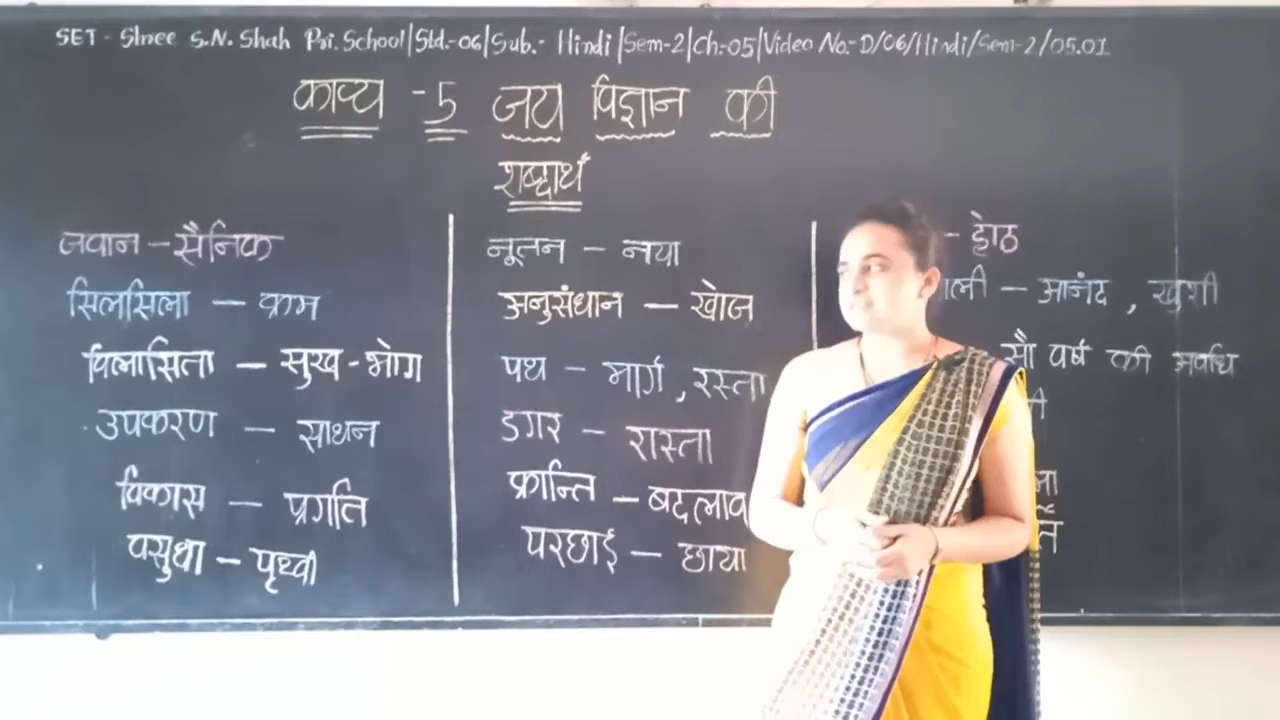 SET - Shree S.N. Shah Pri. School|Std.-06|Sub.- Hindi |Sem-2|Ch.-05|Video No.-D/06/Hindi/Sem-2/05.01
काव्य - 5 जय विज्ञान की
शब्दार्थ
जवान - सैनिक
सिलसिला - क्रम
विलासिता - सुख-भोग
उपकरण - साधन
विकास - प्रगति
वसुधा - पृथ्वी
नूतन - नया
अनुसंधान - खोज
पथ - मार्ग, रस्ता
डगर - रास्ता
क्रान्ति - बदलाव
परछाई - छाया
- होठ
ाली - आनंद, खुशी
सौ वर्ष की अवधि